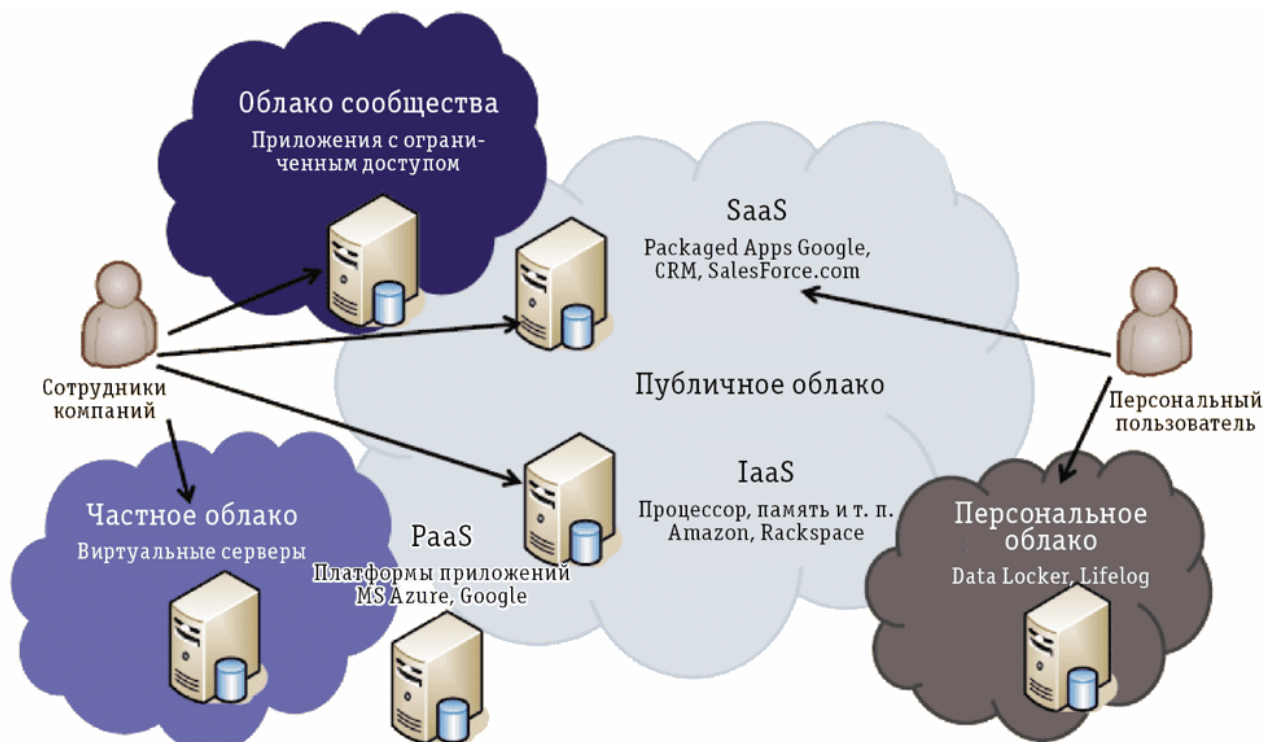 Облако сообщества
Приложения с ограни-
ченным доступом
SaaS
Packaged Apps Google,
CRM, SalesForce.com
Сотрудники
компаний
Публичное облако
Персональный
пользователь
Частное облако
Виртуальные серверы
PaaS
Платформы приложений
MS Azure, Google
IaaS
Процессор, память и т. п.
Amazon, Rackspace
Персональное
облако
Data Locker, Lifelog